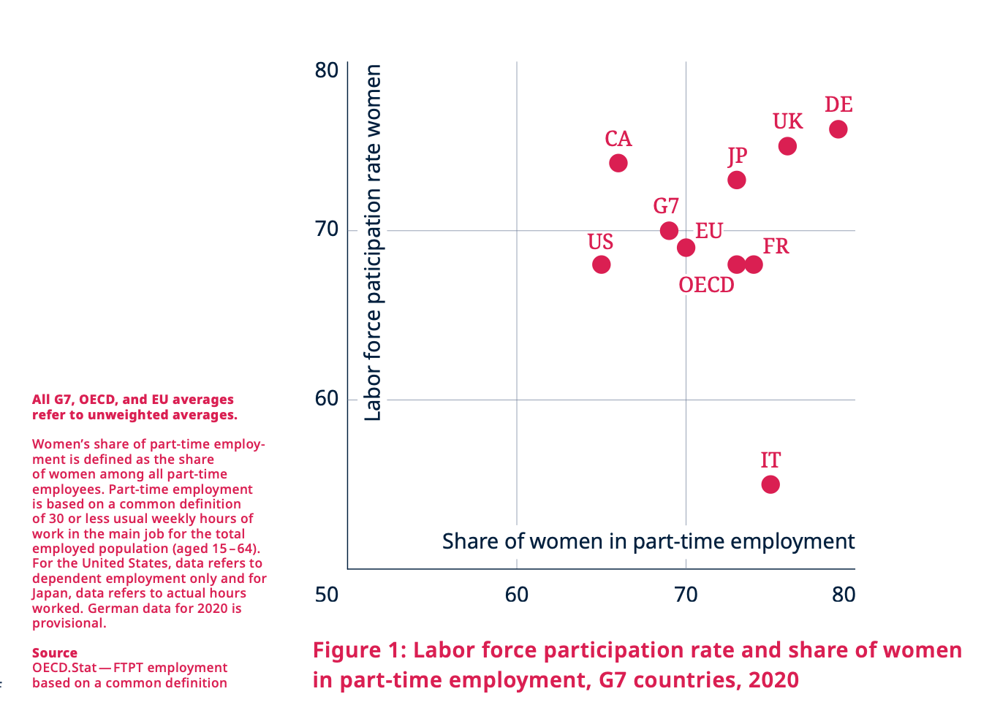 80
Labor force paticipation rate women
DE
UK
CA
JP
G7
70
EU
US
FR
OECD
60
IT
Share of women in part-time employment
50
60
70
80
All G7, OECD, and EU averages
refer to unweighted averages.
Women’s share of part-time employ-
ment is defined as the share
of women among all part-time
employees. Part-time employment
is based on a common definition
of 30 or less usual weekly hours of
work in the main job for the total
employed population (aged 15–64).
For the United States, data refers to
dependent employment only and for
Japan, data refers to actual hours
worked. German data for 2020 is
provisional.
Source
OECD.Stat—FTPT employment
based on a common definition
Figure 1: Labor force participation rate and share of women
in part-time employment, G7 countries, 2020